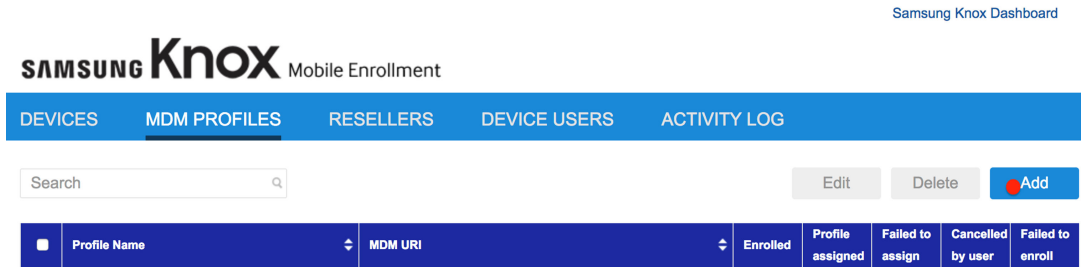 Samsung Knox Dashboard
SAMSUNG Knox Mobile Enrollment
DEVICES MDM PROFILES RESELLERS DEVICE USERS ACTIVITY LOG
Search Edit Delete Add
Profile Name MDM URI Enrolled Profile assigned Failed to assign Cancelled by user Failed to enroll